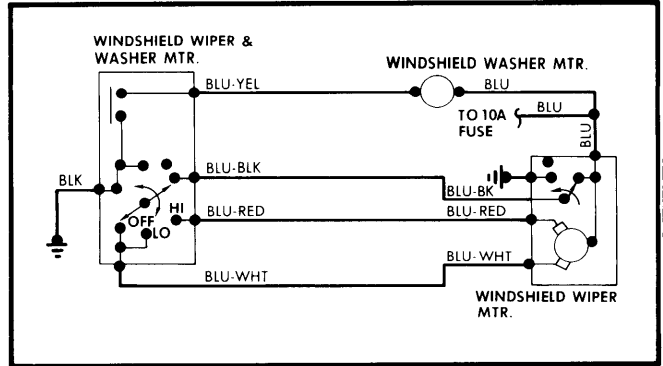 WINDSHIELD WIPER &
WASHER MTR.
WINDSHIELD WASHER MTR.
BLU-YEL
BLU
TO 10A
FUSE
BLU
BLU
BLU-BLK
BLK
BLU-BK
HI
BLU-RED
BLU-RED
OFF
LO
BLU-WHT
BLU-WHT
WINDSHIELD WIPER
MTR.